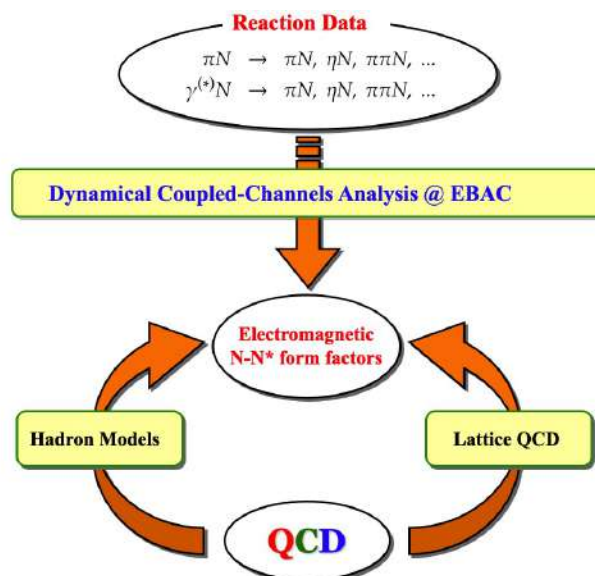 Reaction Data
πN → πN, ηN, ππN, ...
γ(*)N → πN, ηN, ππN, ...
Dynamical Coupled-Channels Analysis @ EBAC
Electromagnetic
N-N* form factors
Hadron Models
Lattice QCD
QCD